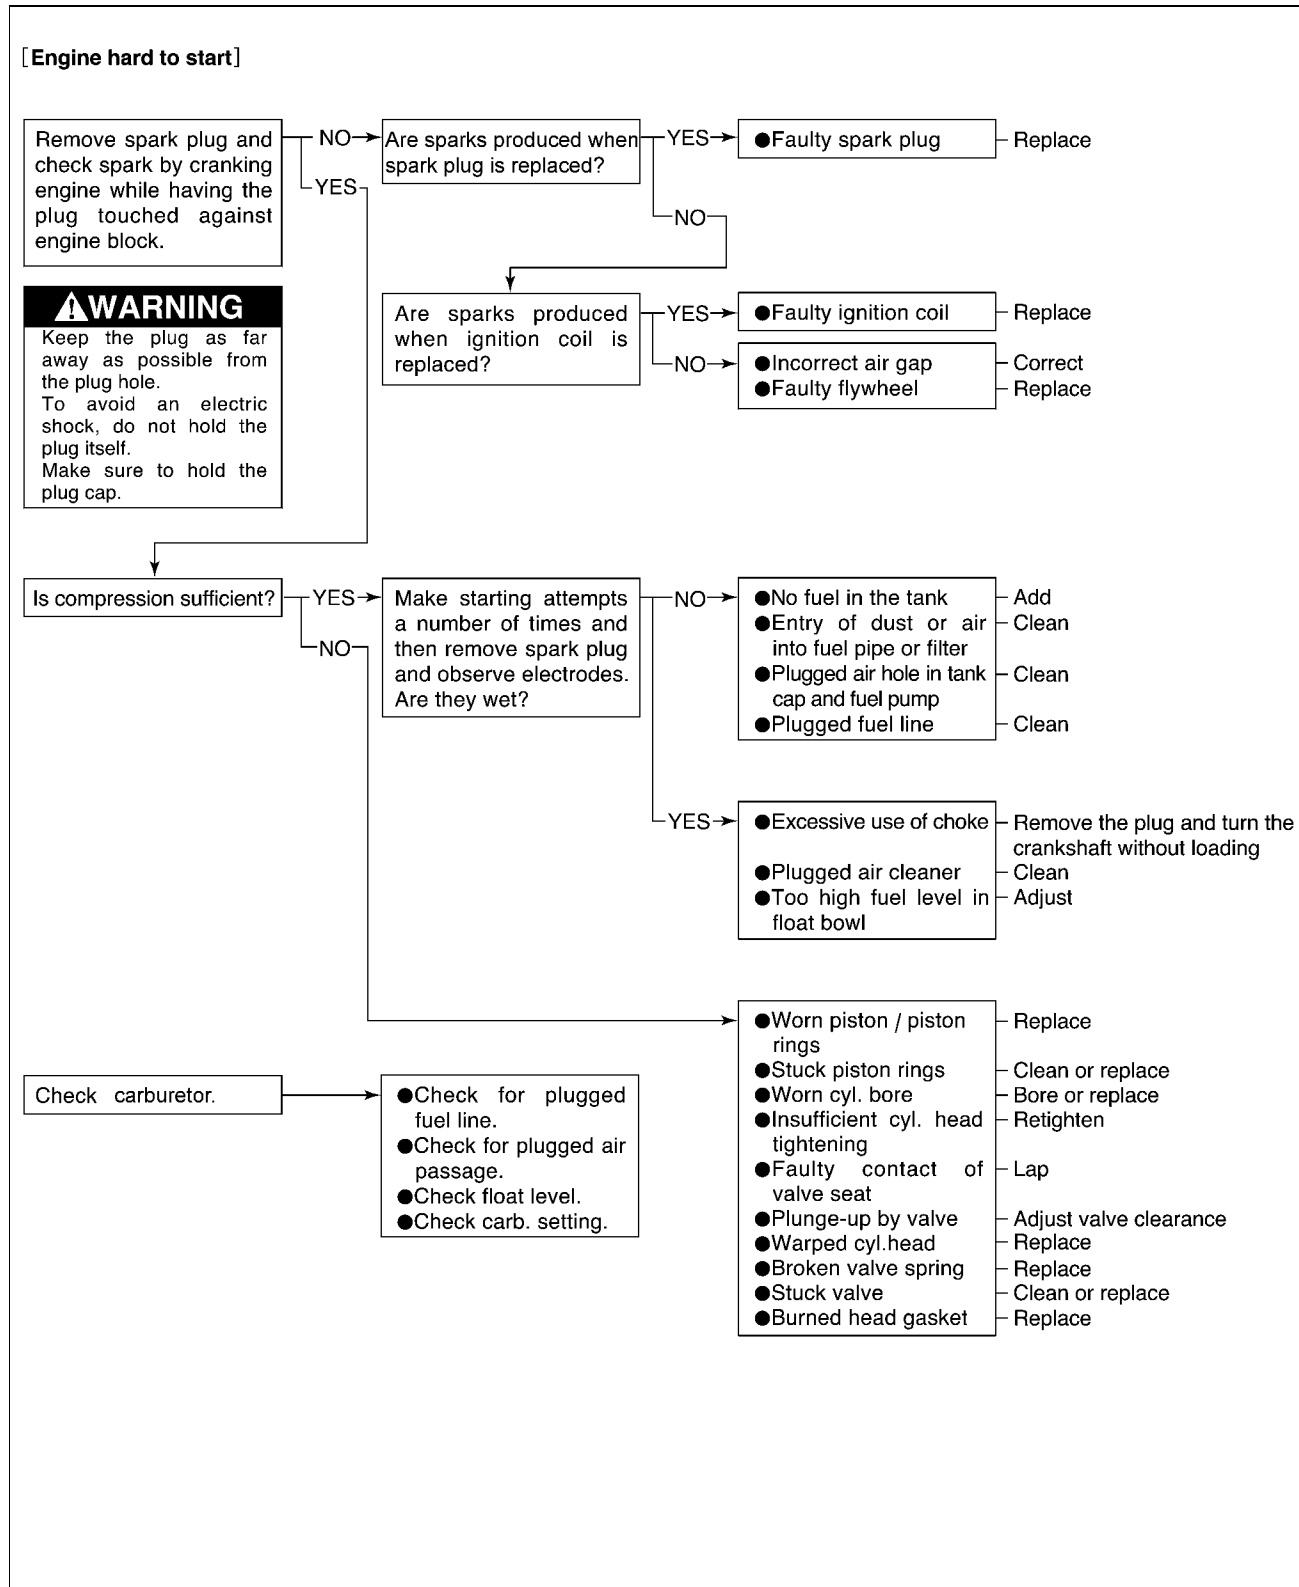 [Engine hard to start]
Remove spark plug and
check spark by cranking
engine while having the
plug touched against
engine block.
NO
YES
Are sparks produced when
spark plug is replaced?
YES
NO
●Faulty spark plug
Replace
WARNING
Keep the plug as far
away as possible from
the plug hole.
To avoid an electric
shock, do not hold the
plug itself.
Make sure to hold the
plug cap.
Are sparks produced
when ignition coil is
replaced?
YES
●Faulty ignition coil
Replace
NO
●Incorrect air gap
Correct
●Faulty flywheel
Replace
Is compression sufficient?
YES
NO
Make starting attempts
a number of times and
then remove spark plug
and observe electrodes.
Are they wet?
NO
●No fuel in the tank
Add
●Entry of dust or air
into fuel pipe or filter
Clean
●Plugged air hole in tank
cap and fuel pump
Clean
●Plugged fuel line
Clean
YES
●Excessive use of choke
Remove the plug and turn the
crankshaft without loading
●Plugged air cleaner
Clean
●Too high fuel level in
float bowl
Adjust
●Worn piston / piston
rings
Replace
●Stuck piston rings
Clean or replace
●Worn cyl. bore
Bore or replace
●Insufficient cyl. head
tightening
Retighten
●Faulty contact of
valve seat
Lap
●Plunge-up by valve
Adjust valve clearance
●Warped cyl.head
Replace
●Broken valve spring
Replace
●Stuck valve
Clean or replace
●Burned head gasket
Replace
Check carburetor.
●Check for plugged
fuel line.
●Check for plugged air
passage.
●Check float level.
●Check carb. setting.